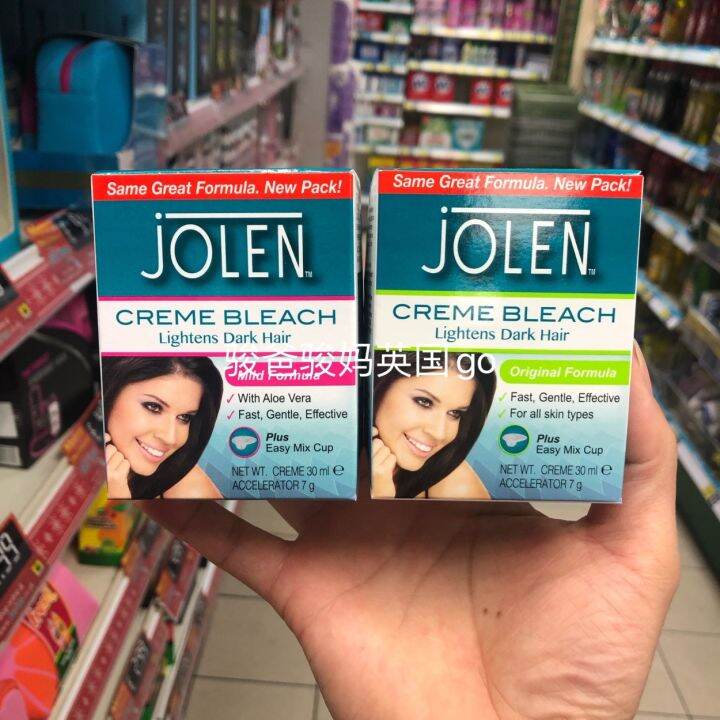 Same Great Formula. New Pack!
JOLEN™
CREME BLEACH
Lightens Dark Hair
Mild Formula
✓ With Aloe Vera
✓ Fast, Gentle, Effective
Plus
Easy Mix Cup
NET WT. CREME 30 ml ℮
ACCELERATOR 7 g
Same Great Formula. New Pack!
JOLEN™
CREME BLEACH
Lightens Dark Hair
Original Formula
✓ Fast, Gentle, Effective
✓ For all skin types
Plus
Easy Mix Cup
NET WT. CREME 30 ml ℮
ACCELERATOR 7 g
骏爸骏妈英国go